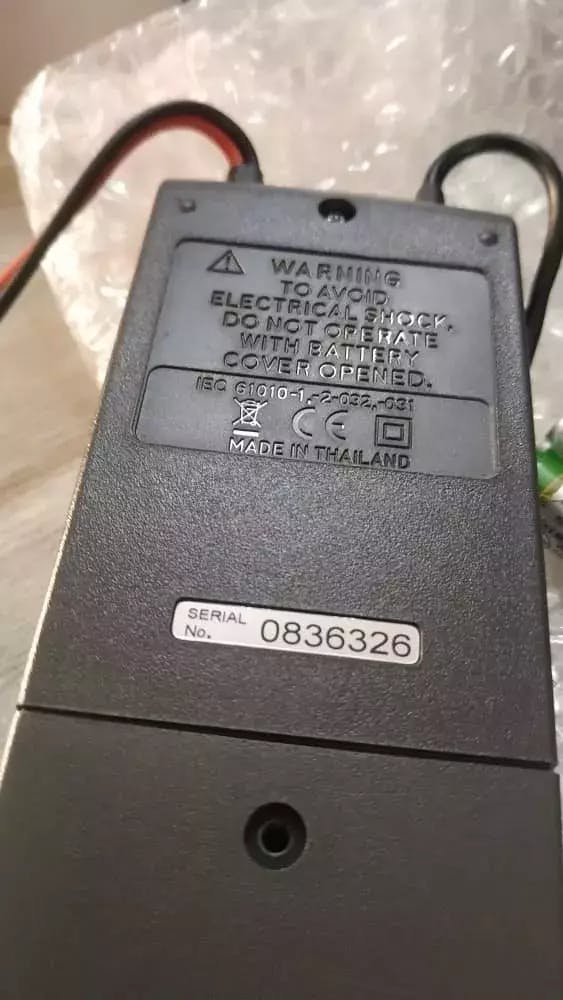 WARNING
TO AVOID
ELECTRICAL SHOCK,
DO NOT OPERATE
WITH BATTERY
COVER OPENED.
IEC 61010-1,-2-032,-031
CE
MADE IN THAILAND
SERIAL
No. 0836326